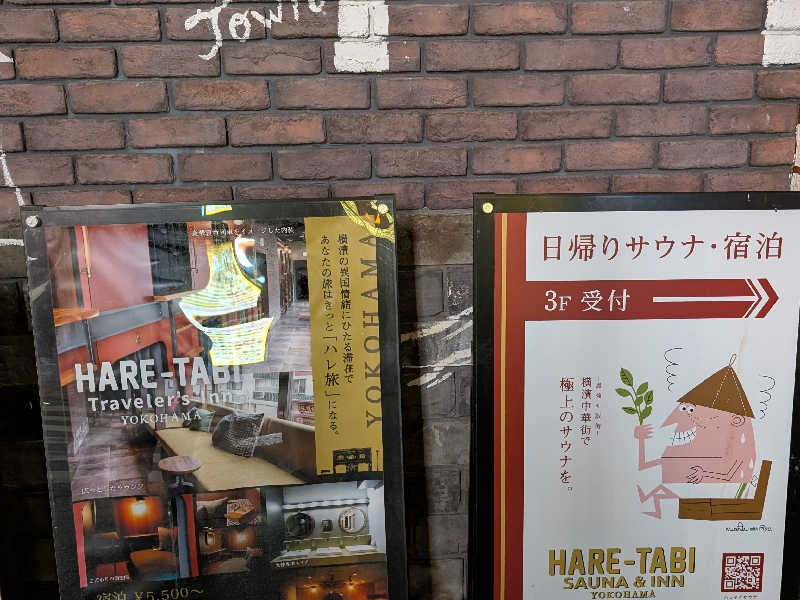 Town
YOKOHAMA
横濱の異国情緒にひたる滞在で
あなたの旅はきっと「ハレ旅」になる。
HARE-TABI
Traveler's Inn
YOKOHAMA
宿泊 ¥5,500〜
日帰りサウナ・宿泊
3F 受付
横濱中華街で
極上のサウナを。
HARE-TABI
SAUNA & INN
YOKOHAMA